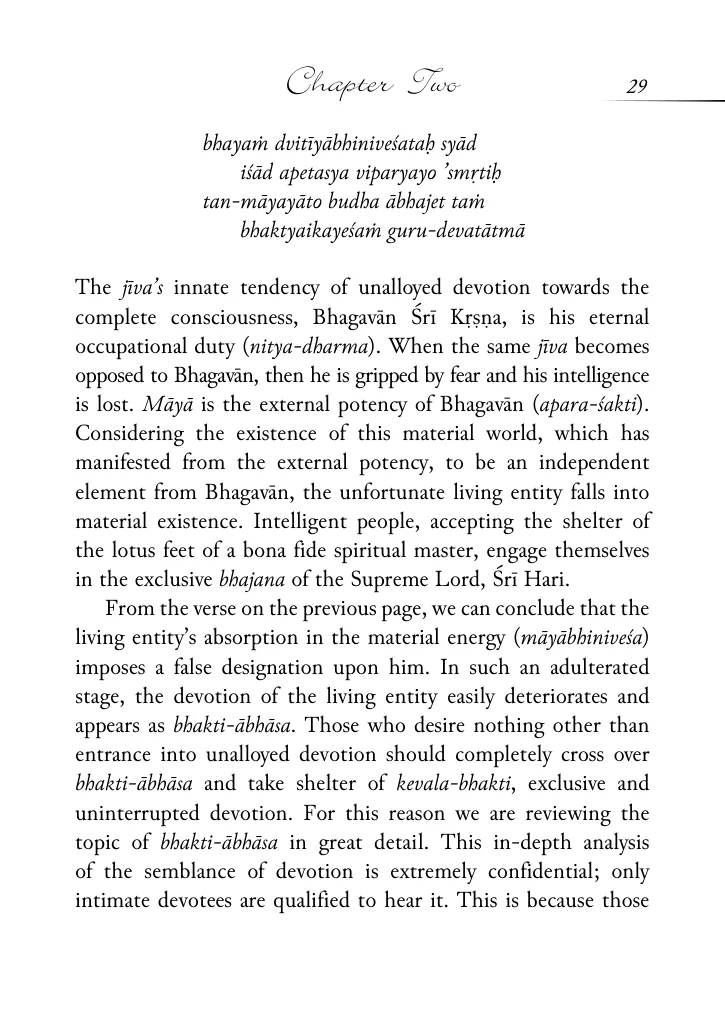 Chapter Two
29
bhayaṁ dvitīyābhiniveśataḥ syād
iśād apetasya viparyayo ’smṛtiḥ
tan-māyayāto budha ābhajet taṁ
bhaktyaikayeśaṁ guru-devatātmā
The jīva’s innate tendency of unalloyed devotion towards the
complete consciousness, Bhagavān Śrī Kṛṣṇa, is his eternal
occupational duty (nitya-dharma). When the same jīva becomes
opposed to Bhagavān, then he is gripped by fear and his intelligence
is lost. Māyā is the external potency of Bhagavān (apara-śakti).
Considering the existence of this material world, which has
manifested from the external potency, to be an independent
element from Bhagavān, the unfortunate living entity falls into
material existence. Intelligent people, accepting the shelter of
the lotus feet of a bona fide spiritual master, engage themselves
in the exclusive bhajana of the Supreme Lord, Śrī Hari.
From the verse on the previous page, we can conclude that the
living entity’s absorption in the material energy (māyābhiniveśa)
imposes a false designation upon him. In such an adulterated
stage, the devotion of the living entity easily deteriorates and
appears as bhakti-ābhāsa. Those who desire nothing other than
entrance into unalloyed devotion should completely cross over
bhakti-ābhāsa and take shelter of kevala-bhakti, exclusive and
uninterrupted devotion. For this reason we are reviewing the
topic of bhakti-ābhāsa in great detail. This in-depth analysis
of the semblance of devotion is extremely confidential; only
intimate devotees are qualified to hear it. This is because those